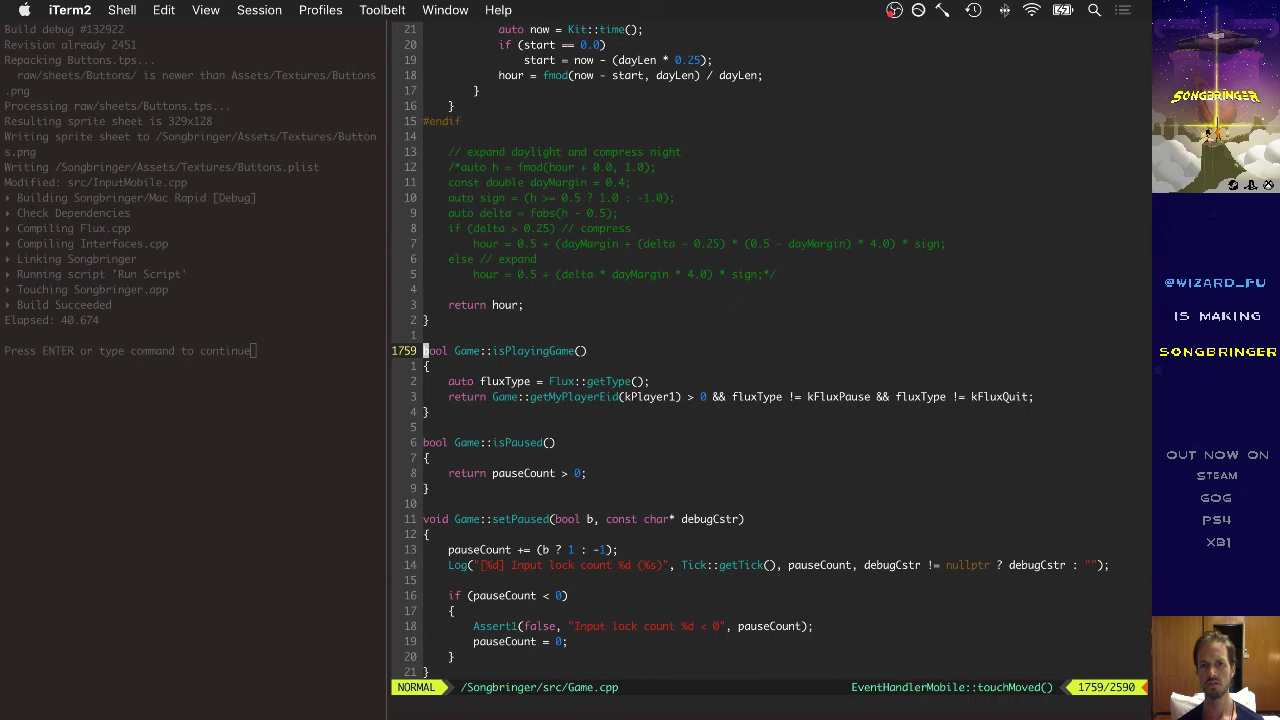 iTerm2 Shell Edit View Session Profiles Toolbelt Window Help
Build debug #132922
Revision already 2451
Repacking Buttons.tps...
raw/sheets/Buttons/ is newer than Assets/Textures/Buttons
.png
Processing raw/sheets/Buttons.tps...
Resulting sprite sheet is 329x128
Writing sprite sheet to /Songbringer/Assets/Textures/Button
s.png
Writing /Songbringer/Assets/Textures/Buttons.plist
Modified: src/InputMobile.cpp
▸ Building Songbringer/Mac Rapid [Debug]
▸ Check Dependencies
▸ Compiling Flux.cpp
▸ Compiling Interfaces.cpp
▸ Linking Songbringer
▸ Running script 'Run Script'
▸ Touching Songbringer.app
▸ Build Succeeded
Elapsed: 40.674
Press ENTER or type command to continue
21 auto now = Kit::time();
20 if (start == 0.0)
19 start = now - (dayLen * 0.25);
18 hour = fmod(now - start, dayLen) / dayLen;
17 }
16 }
15 #endif
14
13 // expand daylight and compress night
12 /*auto h = fmod(hour + 0.0, 1.0);
11 const double dayMargin = 0.4;
10 auto sign = (h >= 0.5 ? 1.0 : -1.0);
9 auto delta = fabs(h - 0.5);
8 if (delta > 0.25) // compress
7 hour = 0.5 + (dayMargin + (delta - 0.25) * (0.5 - dayMargin) * 4.0) * sign;
6 else // expand
5 hour = 0.5 + (delta * dayMargin * 4.0) * sign;*/
4
3 return hour;
2 }
1
1759 bool Game::isPlayingGame()
1 {
2 auto fluxType = Flux::getType();
3 return Game::getMyPlayerEid(kPlayer1) > 0 && fluxType != kFluxPause && fluxType != kFluxQuit;
4 }
5
6 bool Game::isPaused()
7 {
8 return pauseCount > 0;
9 }
10
11 void Game::setPaused(bool b, const char* debugCstr)
12 {
13 pauseCount += (b ? 1 : -1);
14 Log("[%d] Input lock count %d (%s)", Tick::getTick(), pauseCount, debugCstr != nullptr ? debugCstr : "");
15
16 if (pauseCount < 0)
17 {
18 Assert1(false, "Input lock count %d < 0", pauseCount);
19 pauseCount = 0;
20 }
21 }
NORMAL /Songbringer/src/Game.cpp EventHandlerMobile::touchMoved() 1759/2590
SONGBRINGER
@WIZARD_FU
IS MAKING
SONGBRINGER
OUT NOW ON
STEAM
GOG
PS4
XB1